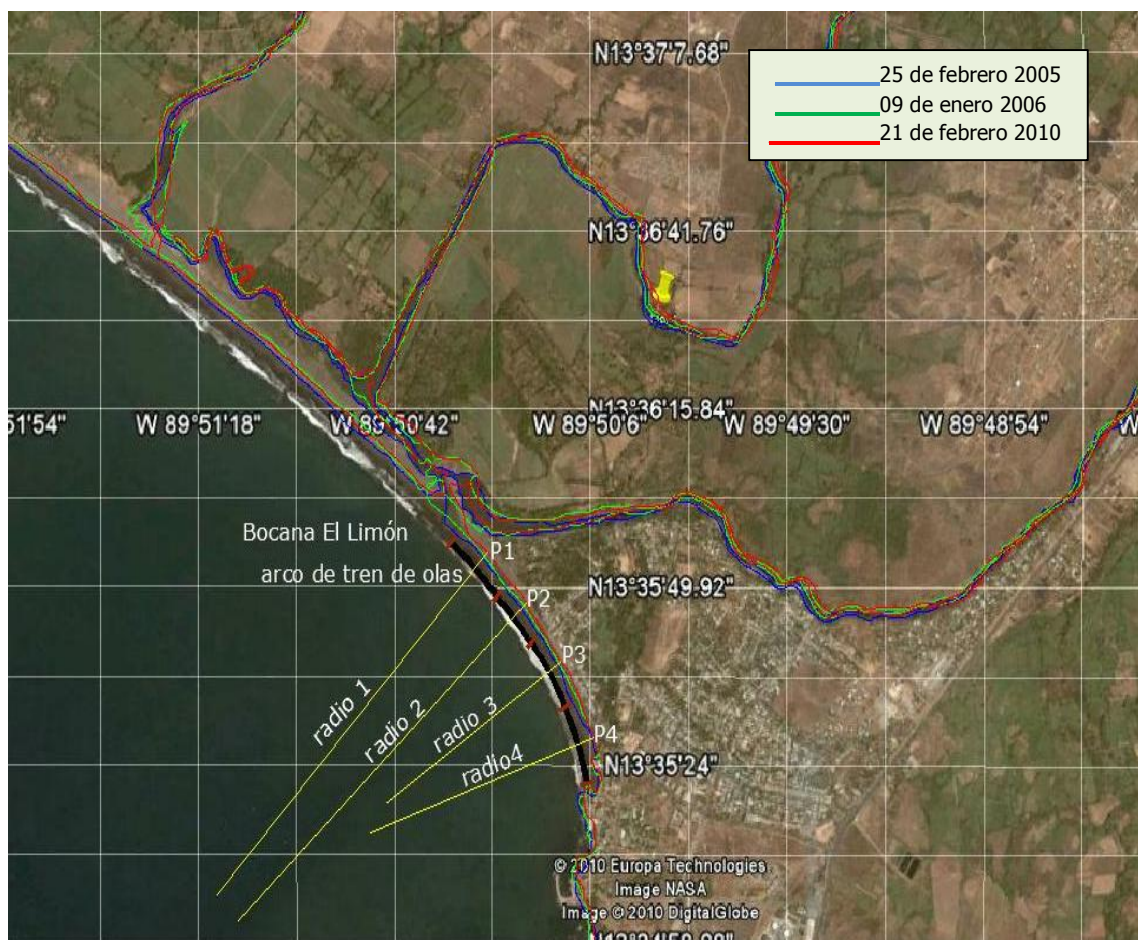 N13°37'7.68"
25 de febrero 2005
09 de enero 2006
21 de febrero 2010
N13°36'41.76"
N13°36'15.84"
51'54"
W 89°51'18"
W 89°50'42"
W 89°50'6"
W 89°49'30"
W 89°48'54"
W
Bocana El Limón
P1
arco de tren de olas
N13°35'49.92"
P2
P3
radio 1
radio 2
radio 3
P4
radio4
N13°35'24"
© 2010 Europa Technologies
Image NASA
Image © 2010 DigitalGlobe